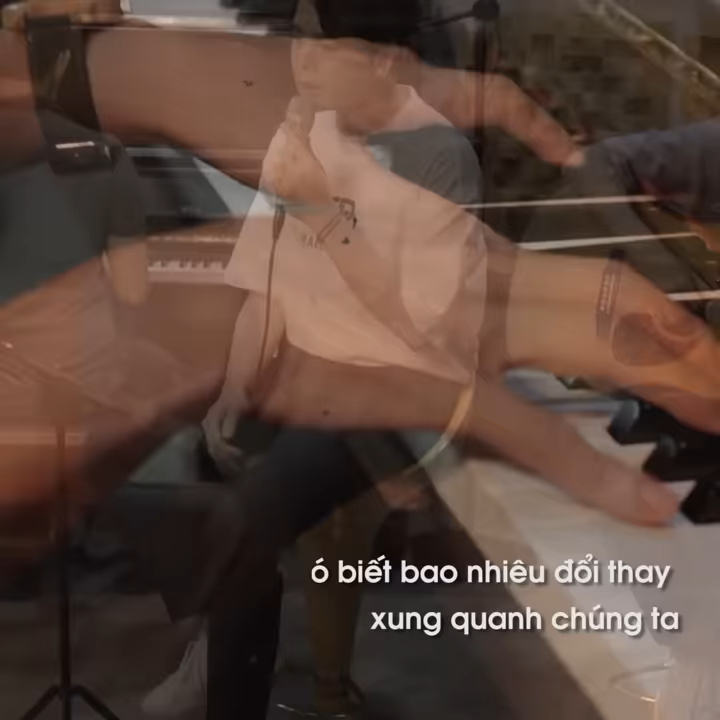 ó biết bao nhiêu đổi thay
xung quanh chúng ta